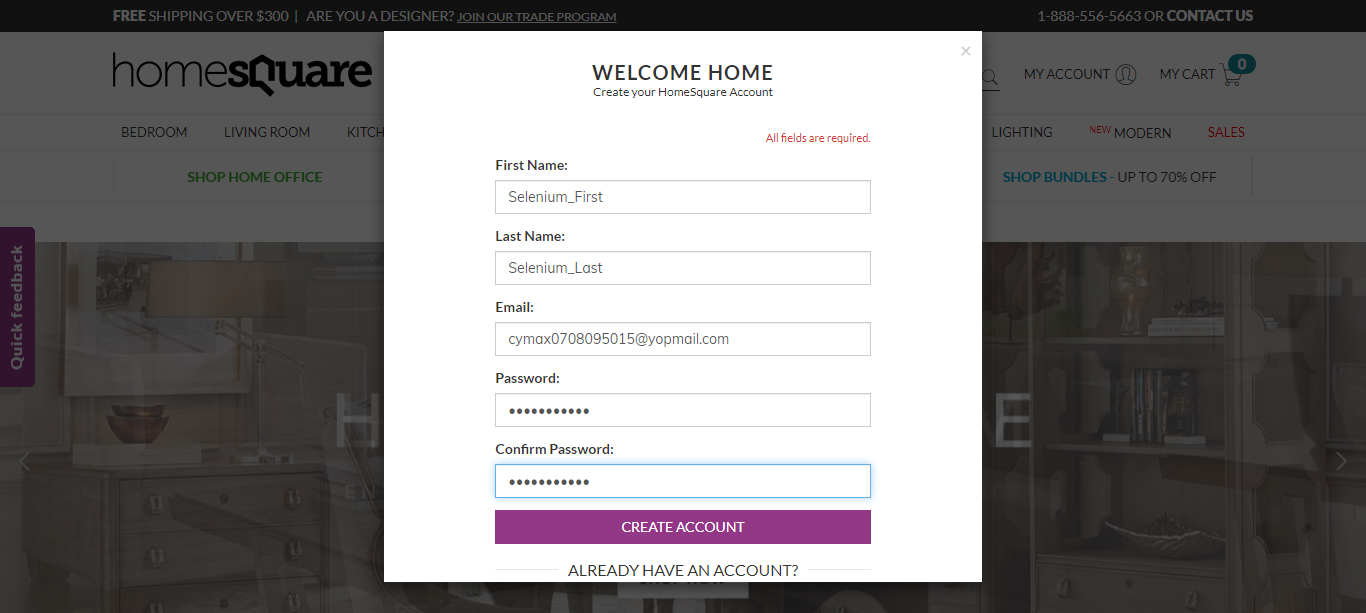 FREE SHIPPING OVER $300 | ARE YOU A DESIGNER? JOIN OUR TRADE PROGRAM 1-888-556-5663 OR CONTACT US
homesquare
MY ACCOUNT MY CART 0
BEDROOM LIVING ROOM KITCH LIGHTING NEW MODERN SALES
SHOP HOME OFFICE SHOP BUNDLES - UP TO 70% OFF
Quick feedback
×
WELCOME HOME
Create your HomeSquare Account
All fields are required.
First Name:
Selenium_First
Last Name:
Selenium_Last
Email:
cymax0708095015@yopmail.com
Password:
•••••••••••
Confirm Password:
•••••••••••
CREATE ACCOUNT
ALREADY HAVE AN ACCOUNT?
SHOP NOW